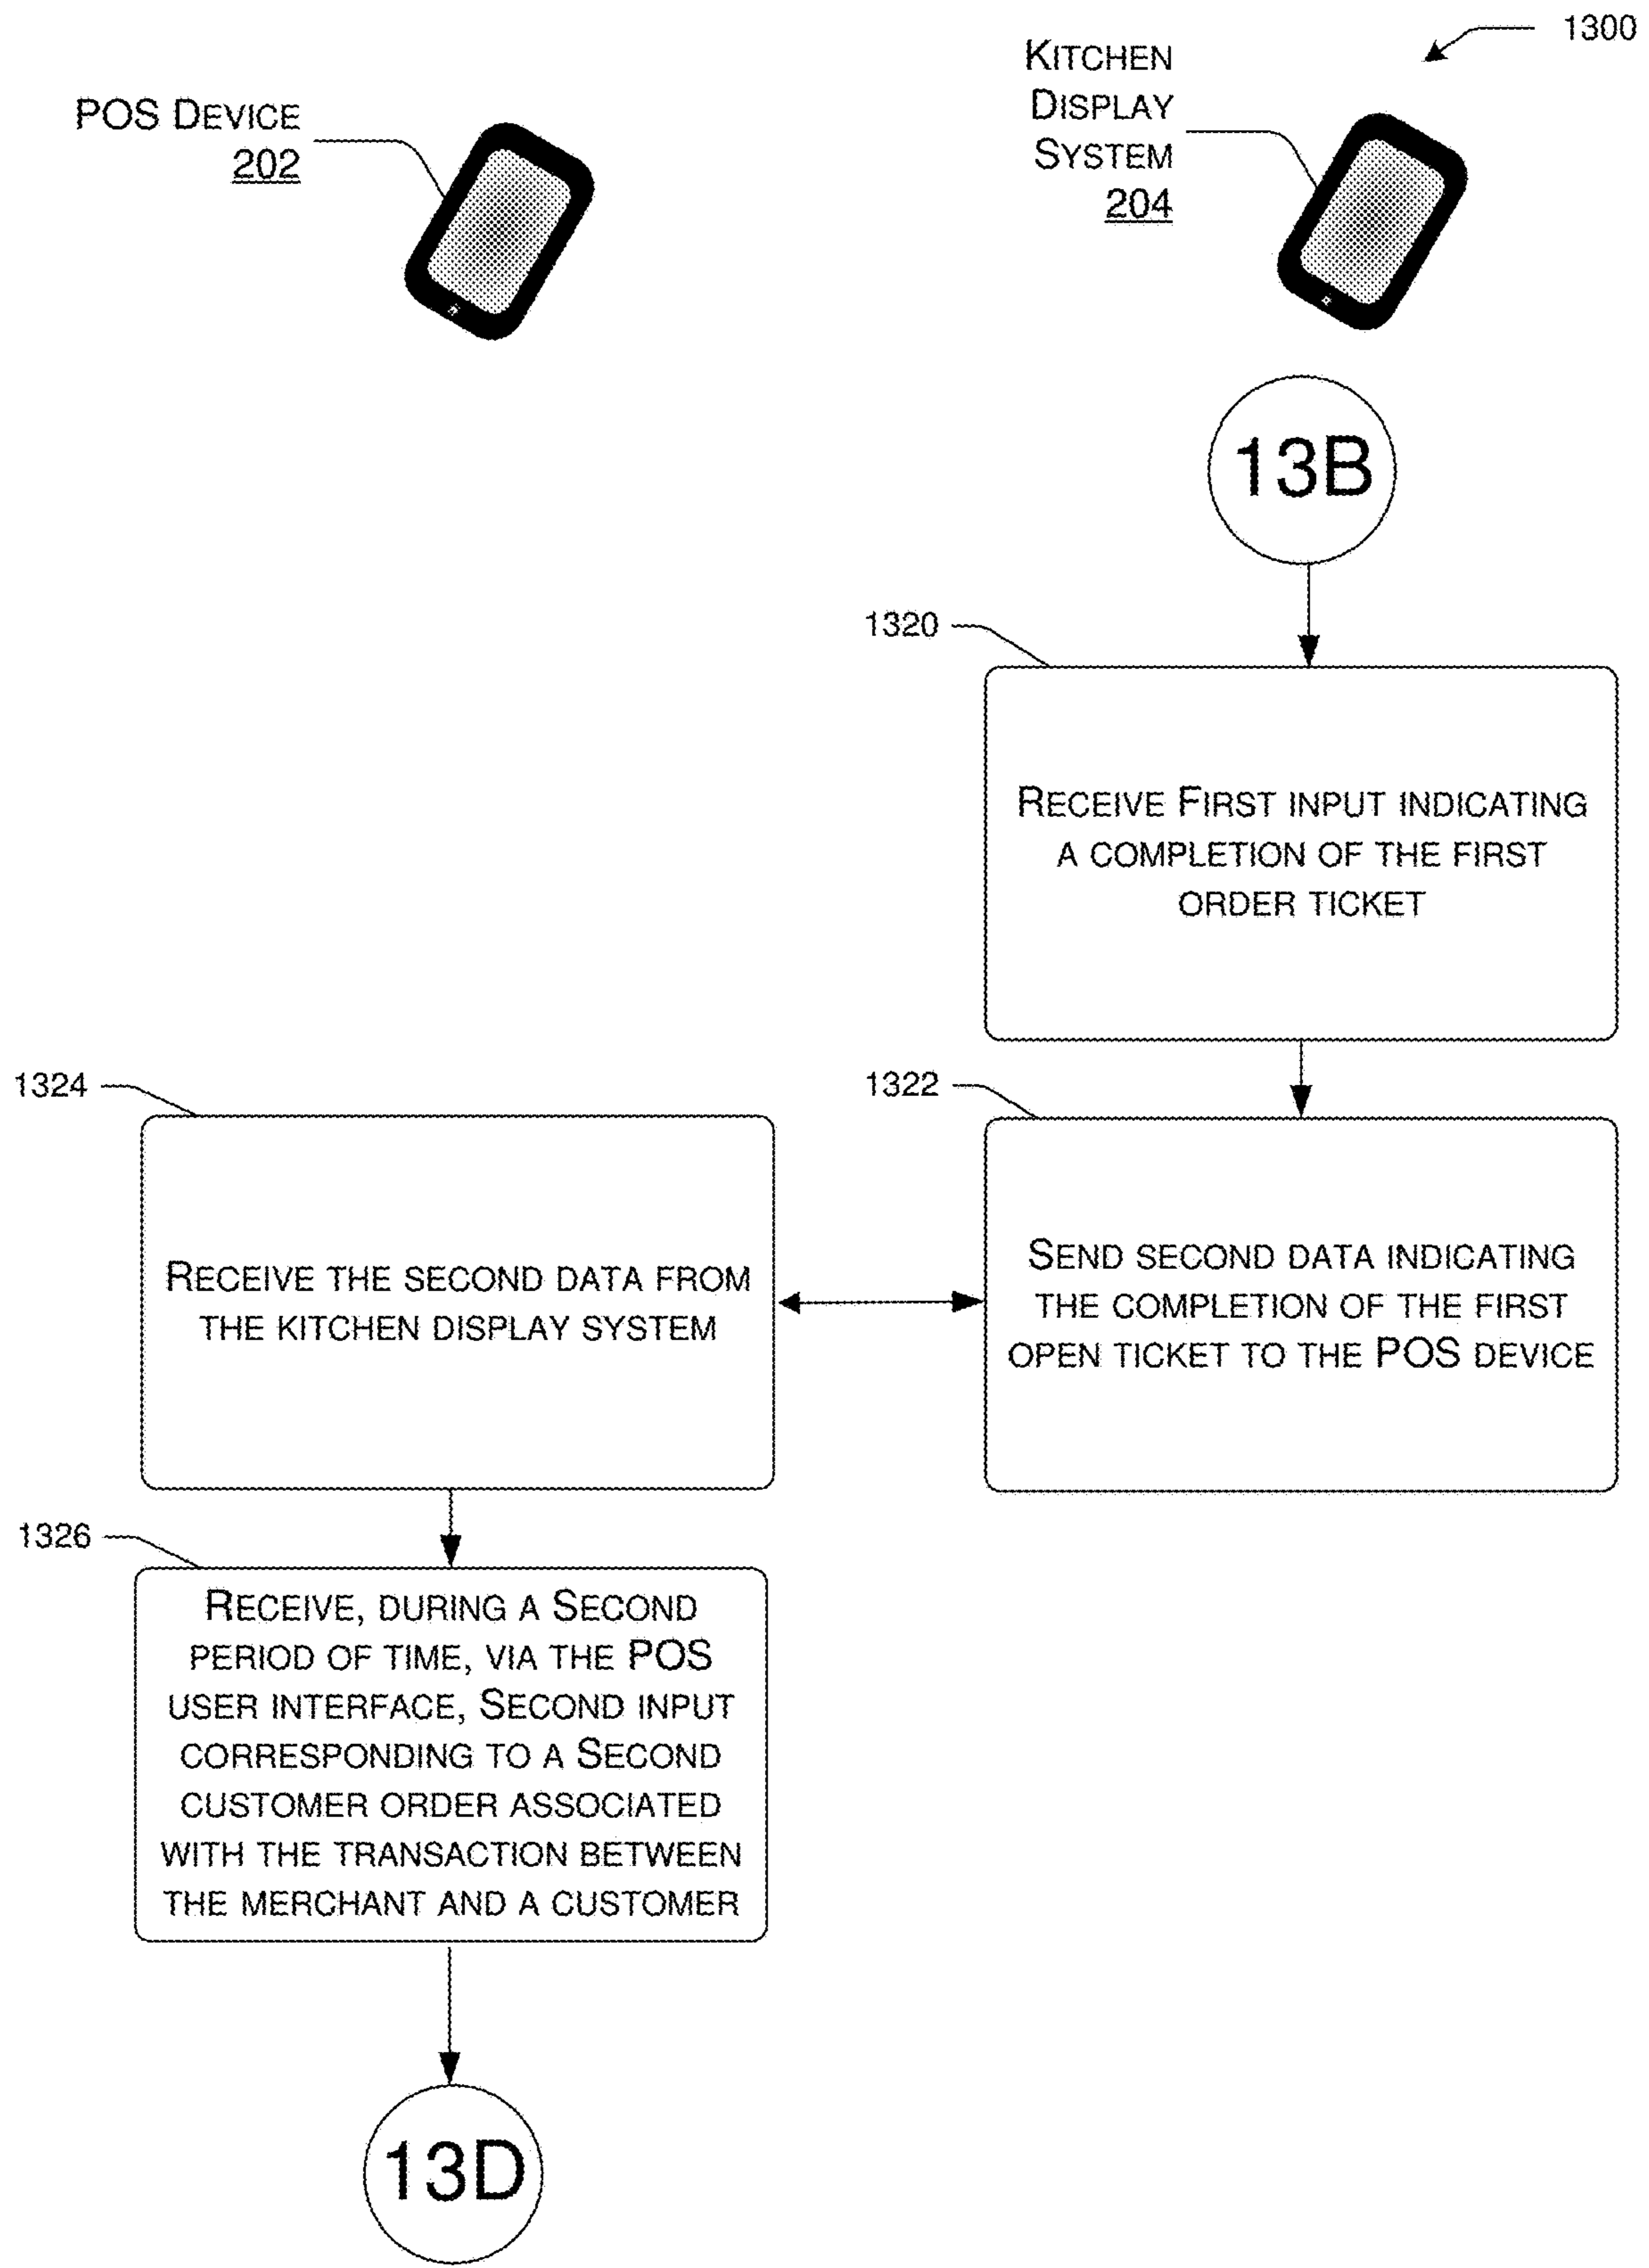 1300
POS DEVICE
202
KITCHEN
DISPLAY
SYSTEM
204
13B
1320
RECEIVE FIRST INPUT INDICATING
A COMPLETION OF THE FIRST
ORDER TICKET
1324
1322
RECEIVE THE SECOND DATA FROM
THE KITCHEN DISPLAY SYSTEM
SEND SECOND DATA INDICATING
THE COMPLETION OF THE FIRST
OPEN TICKET TO THE POS DEVICE
1326
RECEIVE, DURING A SECOND
PERIOD OF TIME, VIA THE POS
USER INTERFACE, SECOND INPUT
CORRESPONDING TO A SECOND
CUSTOMER ORDER ASSOCIATED
WITH THE TRANSACTION BETWEEN
THE MERCHANT AND A CUSTOMER
13D